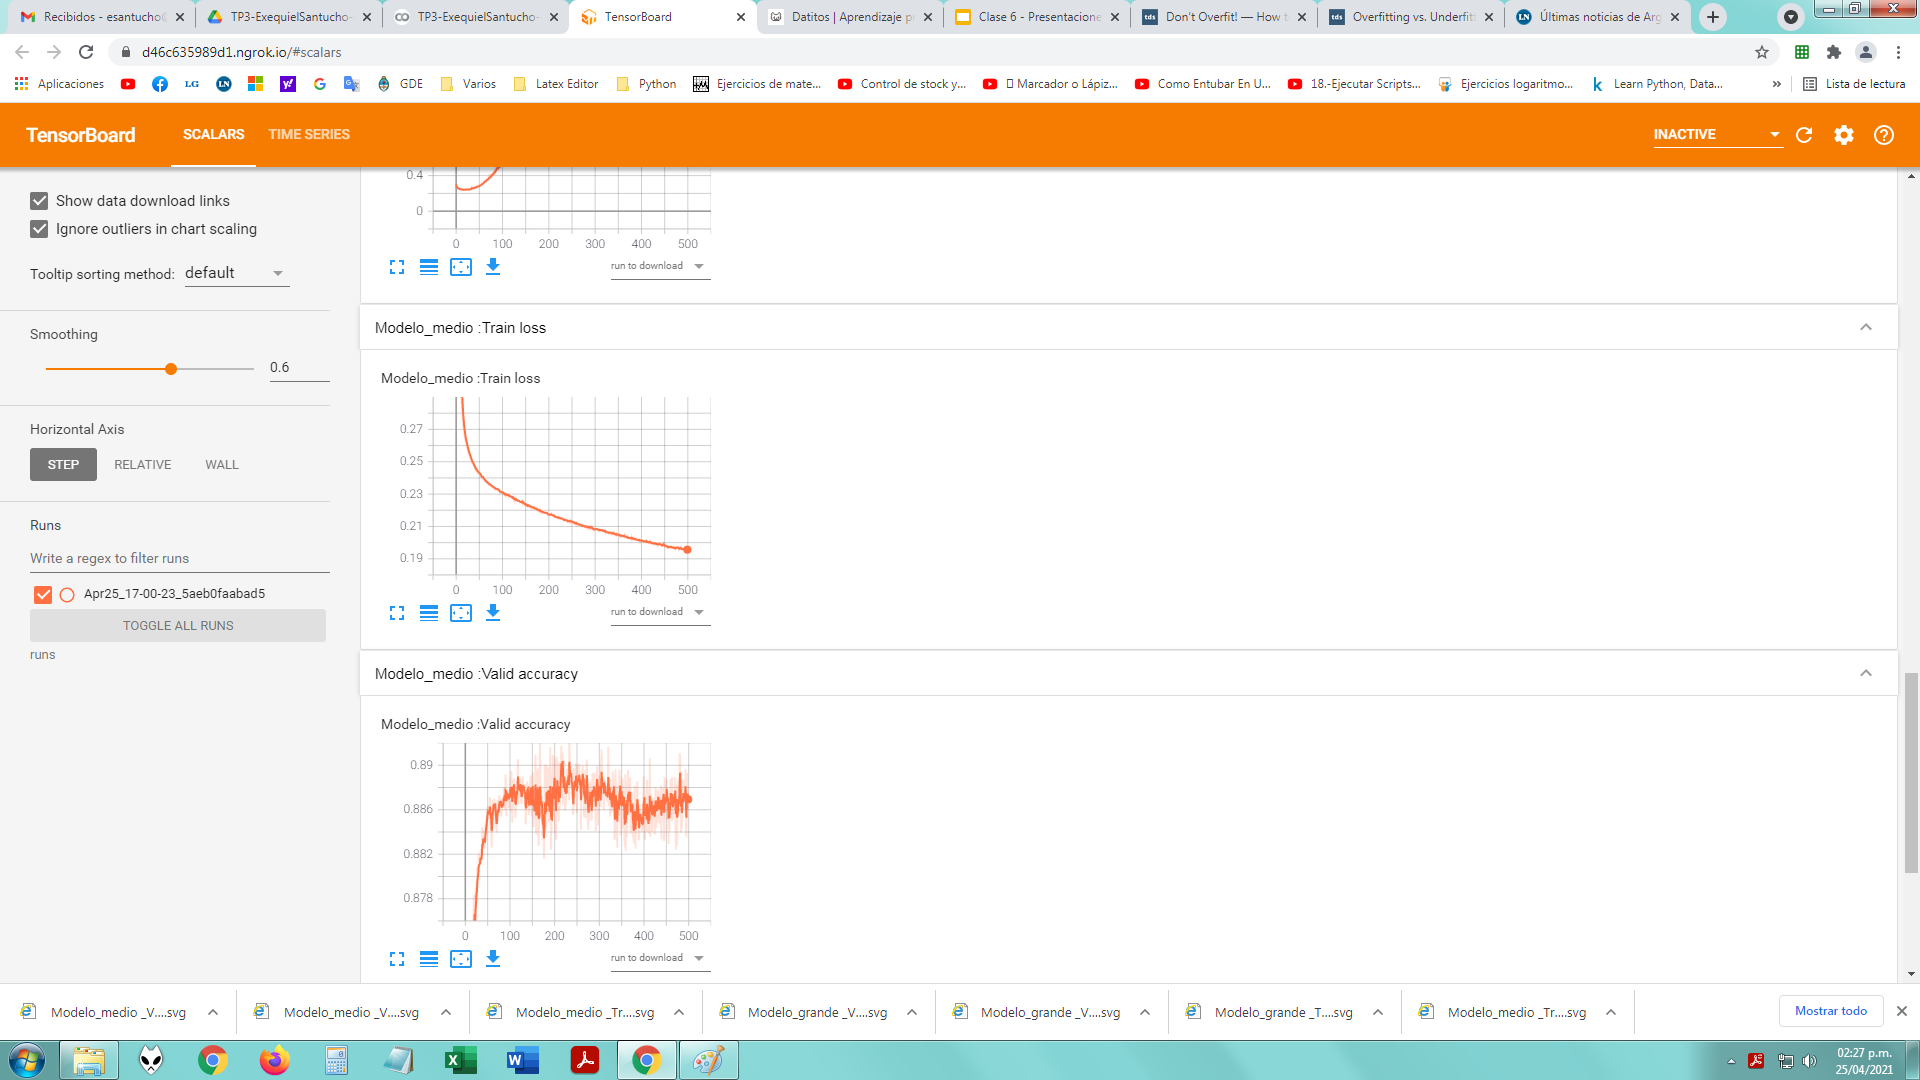 Recibidos - esantucho@
TP3-ExequielSantucho-
TP3-ExequielSantucho-
TensorBoard
Datitos | Aprendizaje p
Clase 6 - Presentacione
Don't Overfit! — How t
Overfitting vs. Underfit
Últimas noticias de Arg
d46c635989d1.ngrok.io/#scalars
Aplicaciones
GDE
Varios
Latex Editor
Python
Ejercicios de mate...
Control de stock y...
Marcador o Lápiz...
Como Entubar En U...
18.-Ejecutar Scripts...
Ejercicios logaritmo...
Learn Python, Data...
»
Lista de lectura
TensorBoard
SCALARS
TIME SERIES
INACTIVE
Show data download links
Ignore outliers in chart scaling
Tooltip sorting method: default
Smoothing
0.6
Horizontal Axis
STEP
RELATIVE
WALL
Runs
Write a regex to filter runs
Apr25_17-00-23_5aeb0faabad5
TOGGLE ALL RUNS
runs
0.4
0
0 100 200 300 400 500
run to download
Modelo_medio :Train loss
Modelo_medio :Train loss
0.27
0.25
0.23
0.21
0.19
0 100 200 300 400 500
run to download
Modelo_medio :Valid accuracy
Modelo_medio :Valid accuracy
0.89
0.886
0.882
0.878
0 100 200 300 400 500
run to download
Modelo_medio _V....svg
Modelo_medio _V....svg
Modelo_medio _Tr....svg
Modelo_grande _V....svg
Modelo_grande _V....svg
Modelo_grande _T....svg
Modelo_medio _Tr....svg
Mostrar todo
02:27 p.m.
25/04/2021